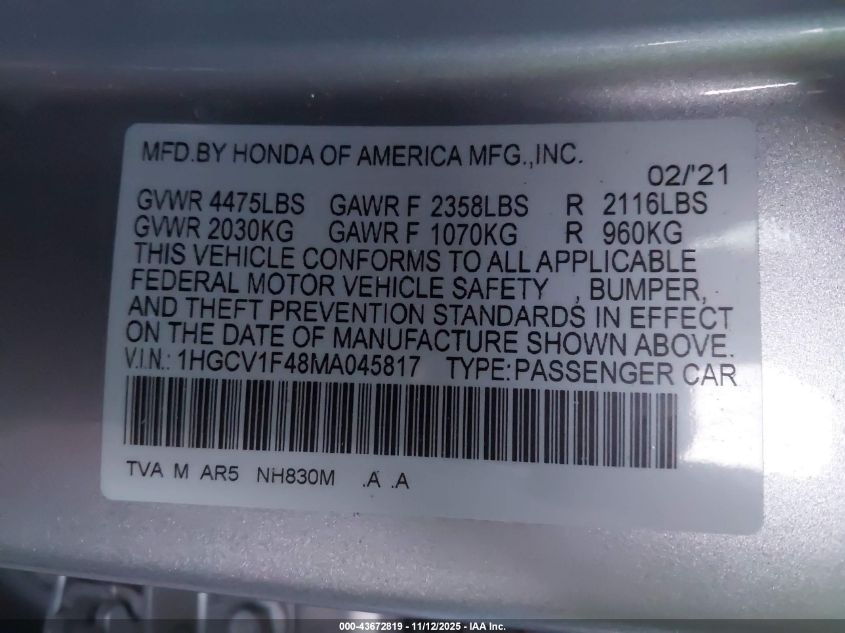 MFD.BY HONDA OF AMERICA MFG.,INC.
02/'21
GVWR 4475LBS GAWR F 2358LBS R 2116LBS
GVWR 2030KG GAWR F 1070KG R 960KG
THIS VEHICLE CONFORMS TO ALL APPLICABLE
FEDERAL MOTOR VEHICLE SAFETY , BUMPER,
AND THEFT PREVENTION STANDARDS IN EFFECT
ON THE DATE OF MANUFACTURE SHOWN ABOVE.
V.I.N.: 1HGCV1F48MA045817 TYPE:PASSENGER CAR
TVA M AR5 NH830M .A .A
000-43672819 - 11/12/2025 - IAA Inc.